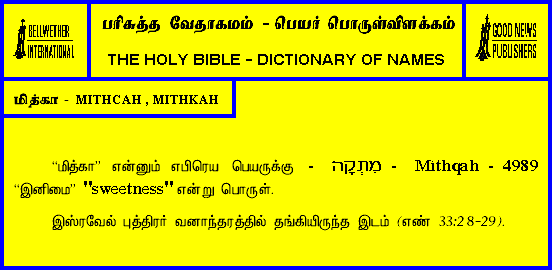 BELLWETHER
INTERNATIONAL
பரிசுத்த வேதாகமம் - பெயர் பொருள்விளக்கம்
THE HOLY BIBLE - DICTIONARY OF NAMES
GOOD NEWS
PUBLISHERS
மித்கா - MITHCAH , MITHKAH
“மித்கா” என்னும் எபிரெய பெயருக்கு - מִתְקָה - Mithqah - 4989
“இனிமை” "sweetness" என்று பொருள்.
இஸ்ரவேல் புத்திரர் வனாந்தரத்தில் தங்கியிருந்த இடம் (எண் 33:28-29).